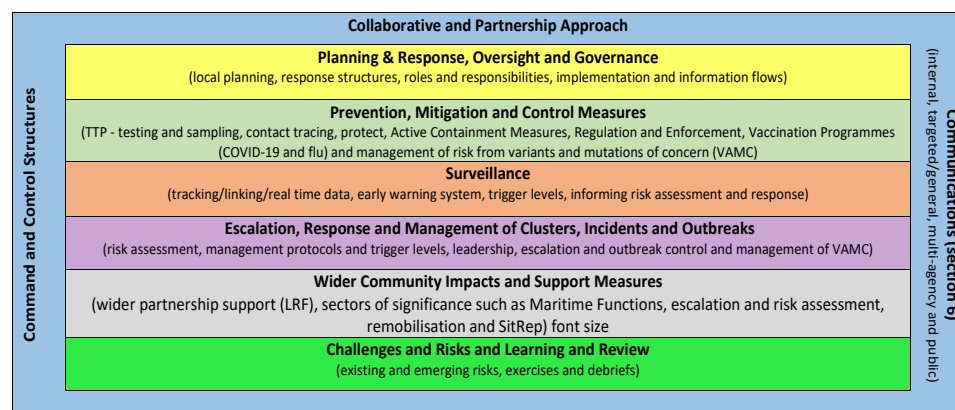 Collaborative and Partnership Approach
Command and Control Structures
Planning & Response, Oversight and Governance
(local planning, response structures, roles and responsibilities, implementation and information flows)
Prevention, Mitigation and Control Measures
(TTP - testing and sampling, contact tracing, protect, Active Containment Measures, Regulation and Enforcement, Vaccination Programmes
(COVID-19 and flu) and management of risk from variants and mutations of concern (VAMC)
Surveillance
(tracking/linking/real time data, early warning system, trigger levels, informing risk assessment and response)
Escalation, Response and Management of Clusters, Incidents and Outbreaks
(risk assessment, management protocols and trigger levels, leadership, escalation and outbreak control and management of VAMC)
Wider Community Impacts and Support Measures
(wider partnership support (LRF), sectors of significance such as Maritime Functions, escalation and risk assessment,
remobilisation and SitRep) font size
Challenges and Risks and Learning and Review
(existing and emerging risks, exercises and debriefs)
Communications (section 6)
(internal, targeted/general, multi-agency and public)